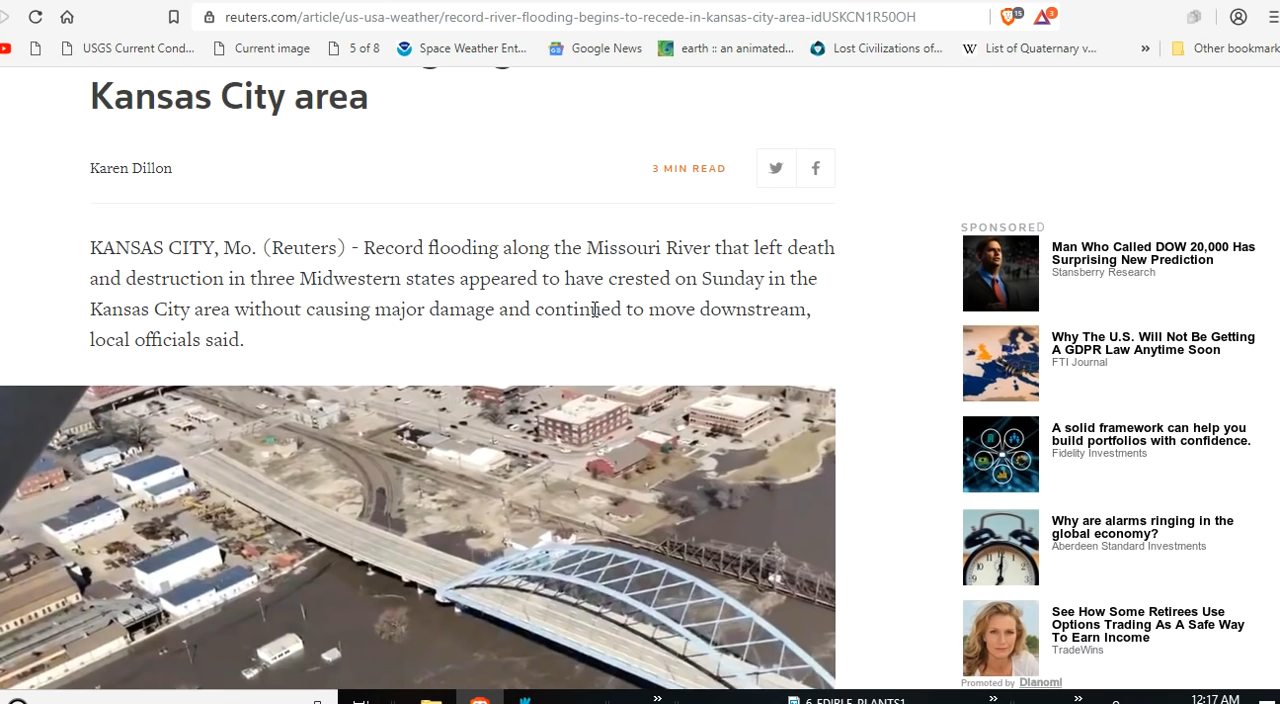 reuters.com/article/us-usa-weather/record-river-flooding-begins-to-recede-in-kansas-city-area-idUSKCN1R50OH
15
3
USGS Current Cond...
Current image
5 of 8
Space Weather Ent...
Google News
earth :: an animated...
Lost Civilizations of...
W
List of Quaternary v...
»
Other bookmark
Kansas City area
Karen Dillon
3 MIN READ
KANSAS CITY, Mo. (Reuters) - Record flooding along the Missouri River that left death
and destruction in three Midwestern states appeared to have crested on Sunday in the
Kansas City area without causing major damage and continued to move downstream,
local officials said.
SPONSORED
Man Who Called DOW 20,000 Has
Surprising New Prediction
Stansberry Research
Why The U.S. Will Not Be Getting
A GDPR Law Anytime Soon
FTI Journal
A solid framework can help you
build portfolios with confidence.
Fidelity Investments
Why are alarms ringing in the
global economy?
Aberdeen Standard Investments
See How Some Retirees Use
Options Trading As A Safe Way
To Earn Income
TradeWins
Promoted by Dianomi
» 6-EDIBLE-PLANTS1 » » 12:17 AM